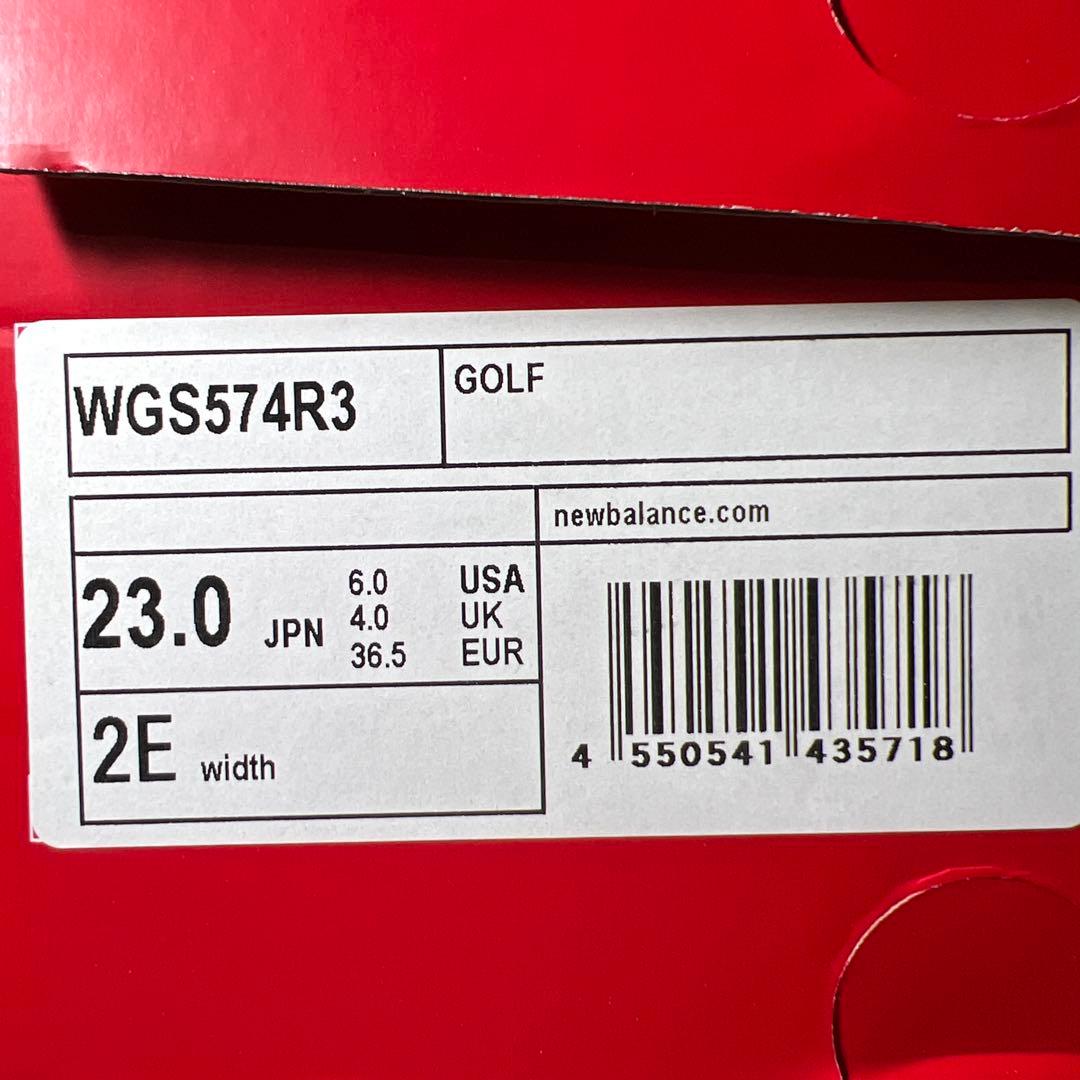 WGS574R3
GOLF
newbalance.com
23.0 JPN
6.0 USA
4.0 UK
36.5 EUR
2E width
4 550541 435718